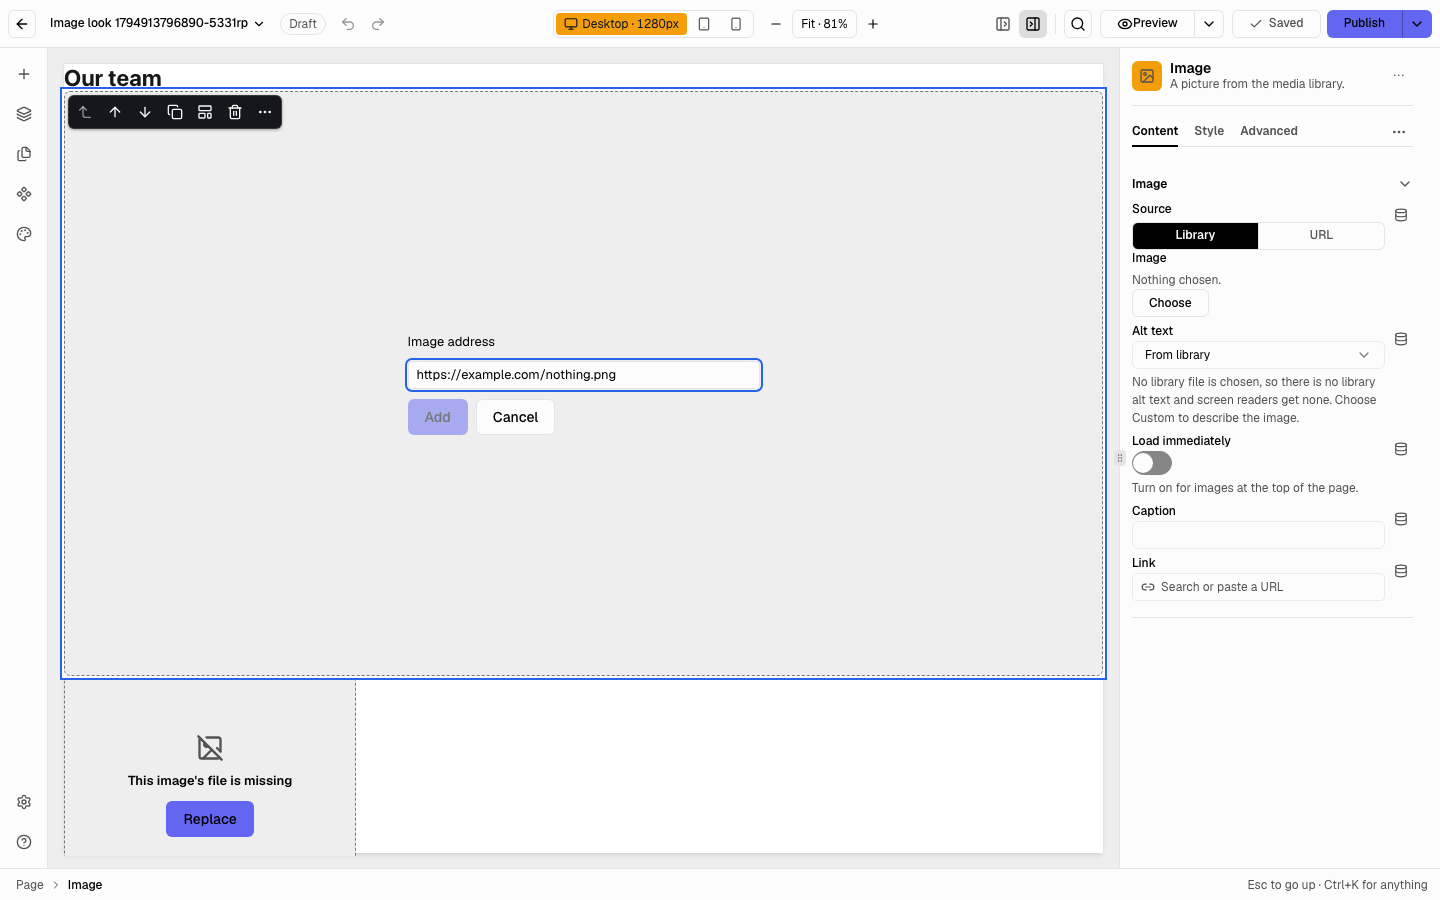 Image look 1794913796890-5331rp
Draft
Desktop · 1280px
Fit · 81%
Preview
Saved
Publish
Our team
Image address
https://example.com/nothing.png
Add
Cancel
This image's file is missing
Replace
Image
A picture from the media library.
Content
Style
Advanced
Image
Source
Library
URL
Image
Nothing chosen.
Choose
Alt text
From library
No library file is chosen, so there is no library
alt text and screen readers get none. Choose
Custom to describe the image.
Load immediately
Turn on for images at the top of the page.
Caption
Link
Search or paste a URL
Page
Image
Esc to go up · Ctrl+K for anything